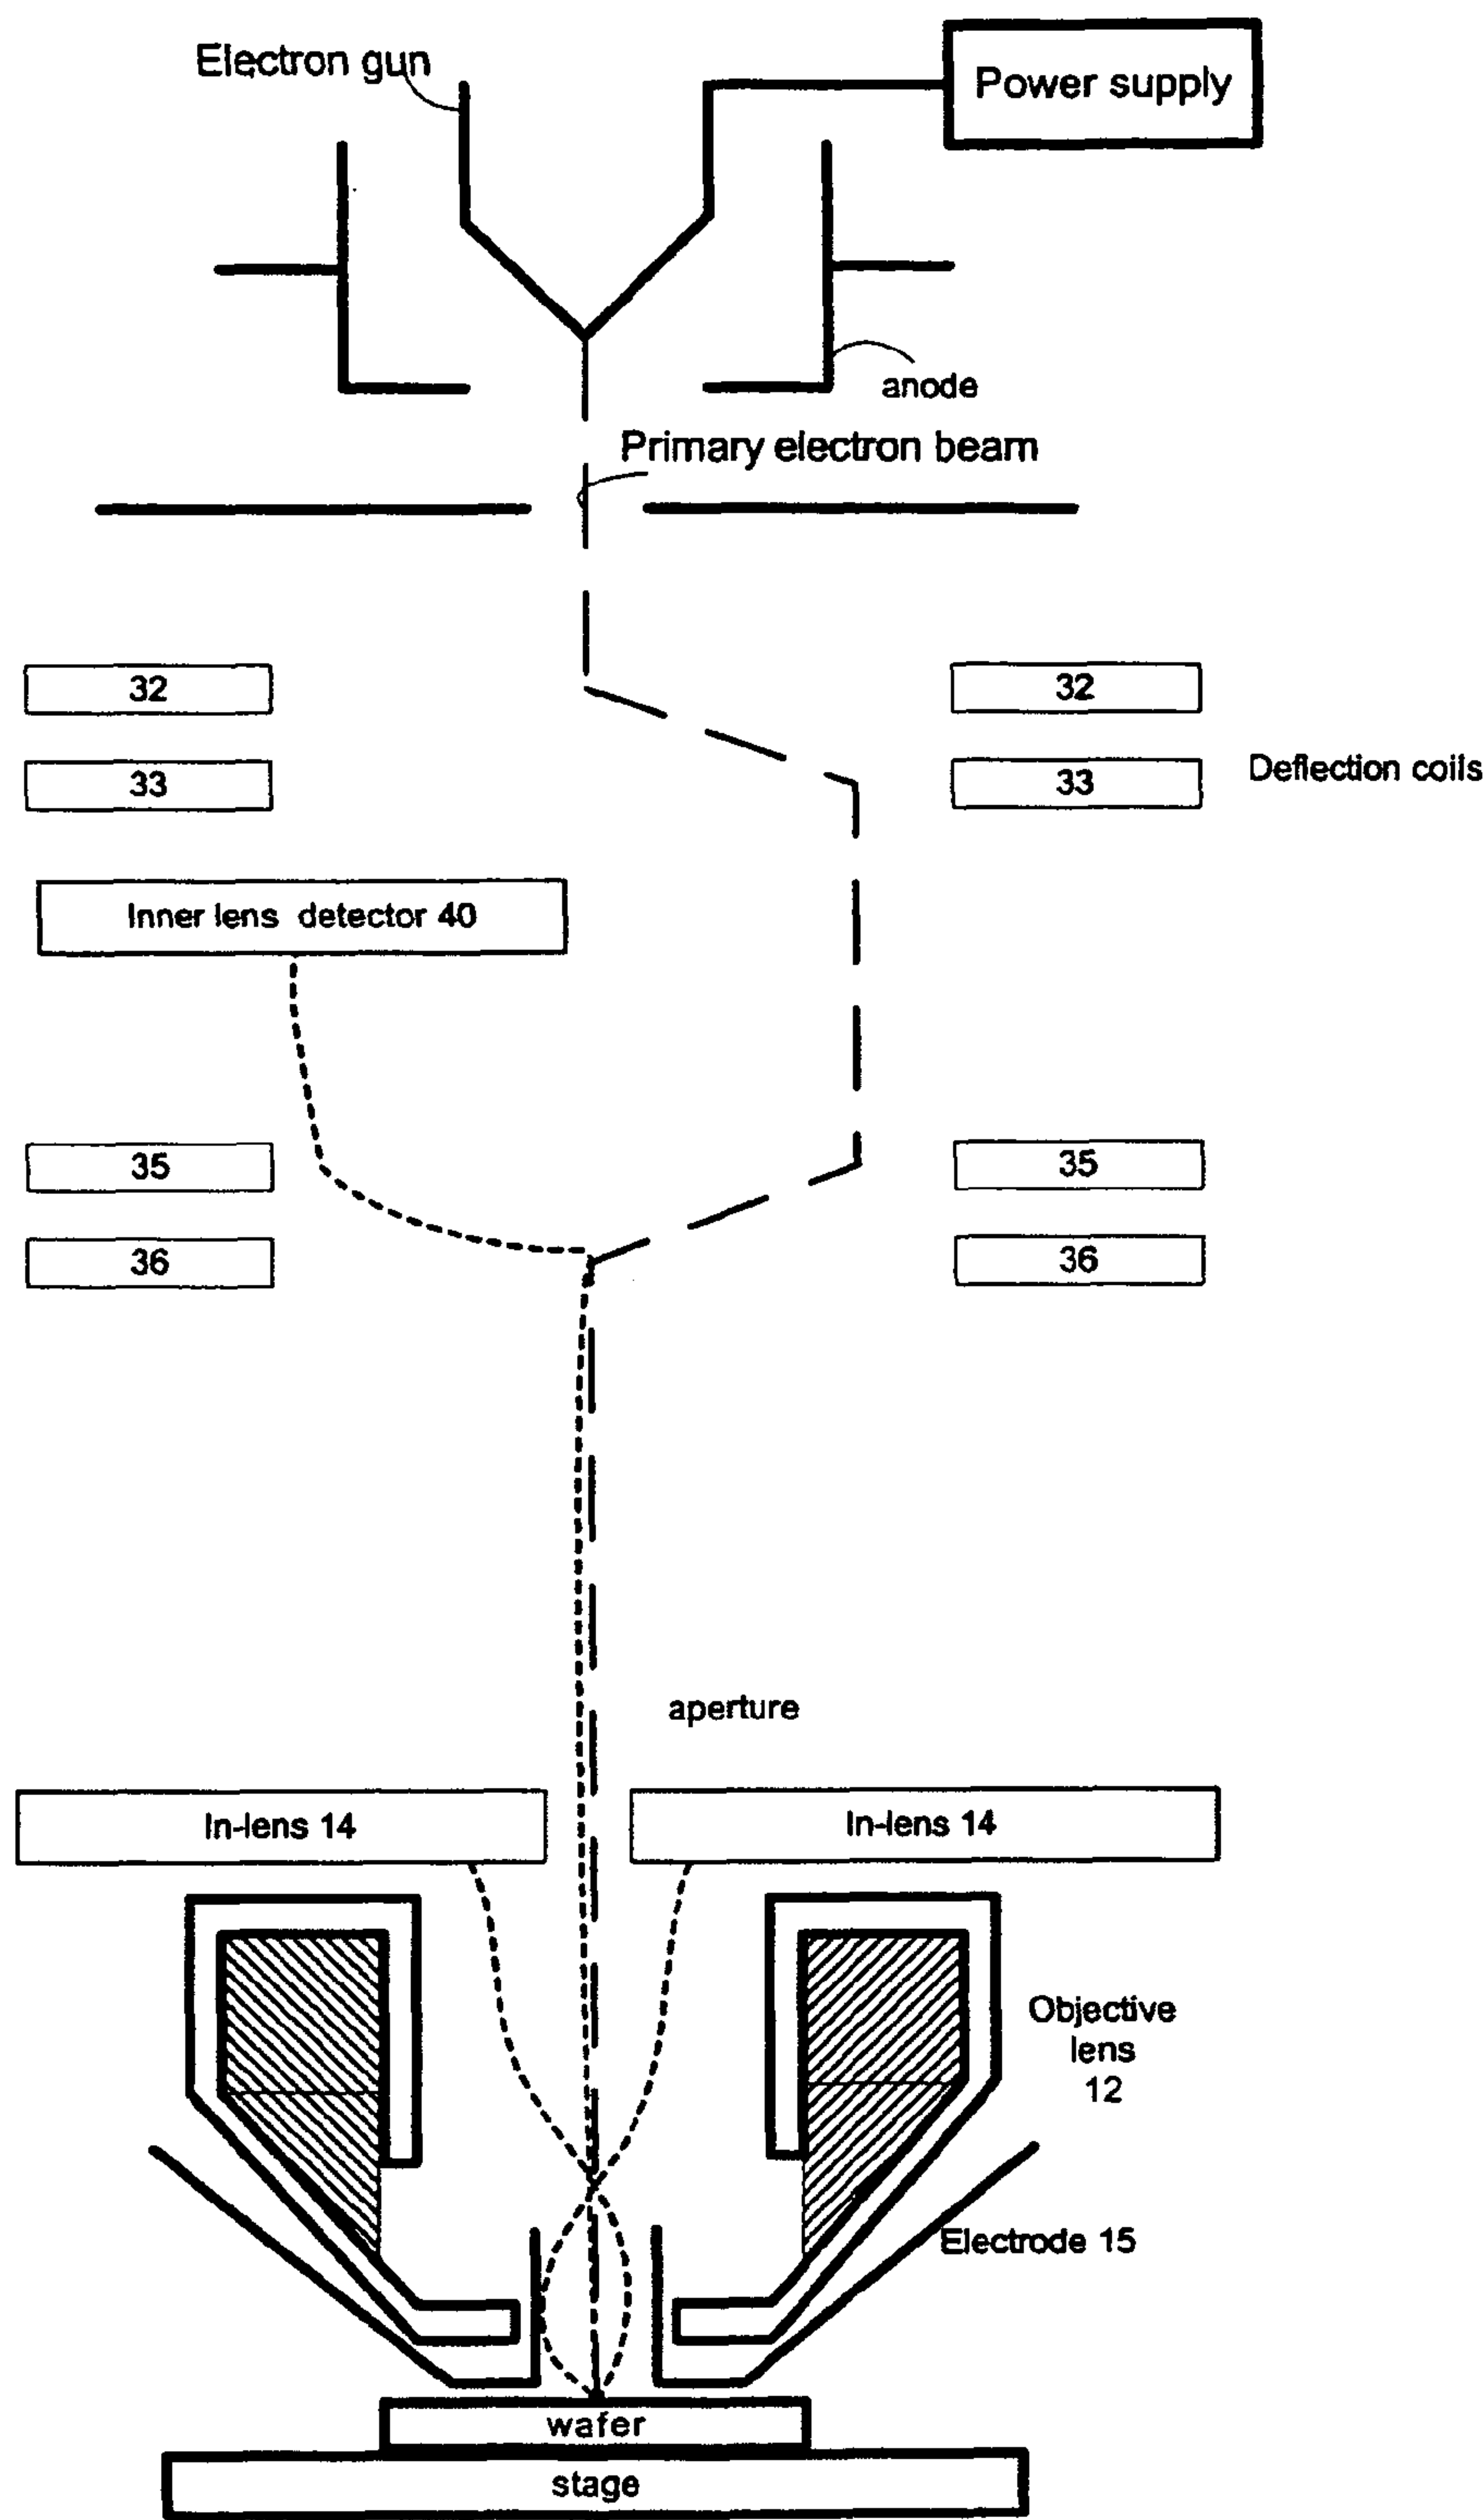 Electron gun
Power supply
anode
Primary electron beam
32
32
33
33
Deflection coils
Inner lens detector 40
35
35
36
36
aperture
In-lens 14
In-lens 14
Objective
lens
12
Electrode 15
wafer
stage